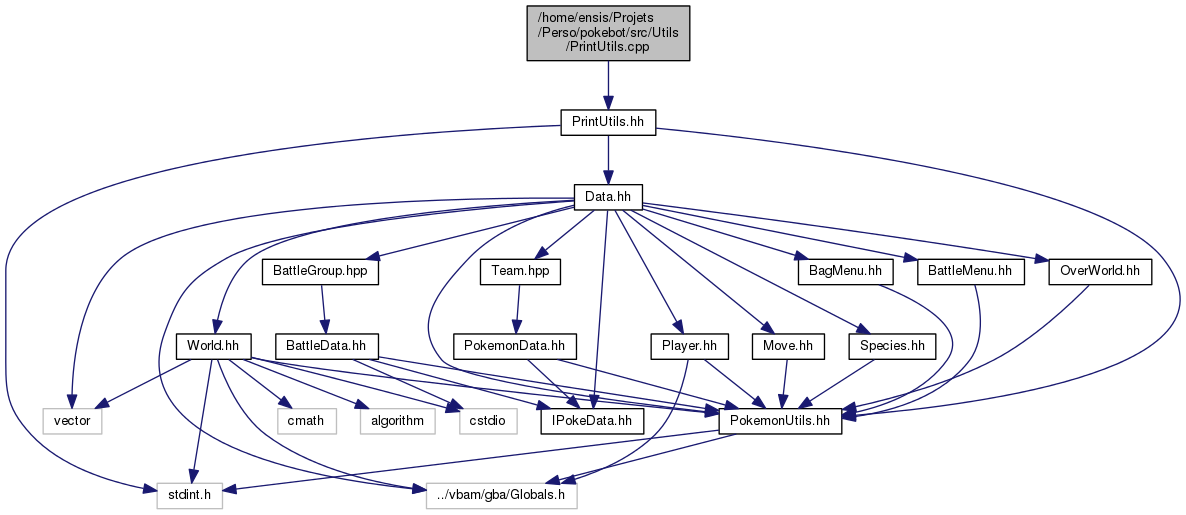 /home/ensis/Projets
/Perso/pokebot/src/Utils
/PrintUtils.cpp
PrintUtils.hh
Data.hh
BattleGroup.hpp
Team.hpp
BagMenu.hh
BattleMenu.hh
OverWorld.hh
World.hh
BattleData.hh
PokemonData.hh
Player.hh
Move.hh
Species.hh
vector
cmath
algorithm
cstdio
IPokeData.hh
PokemonUtils.hh
stdint.h
../vbam/gba/Globals.h